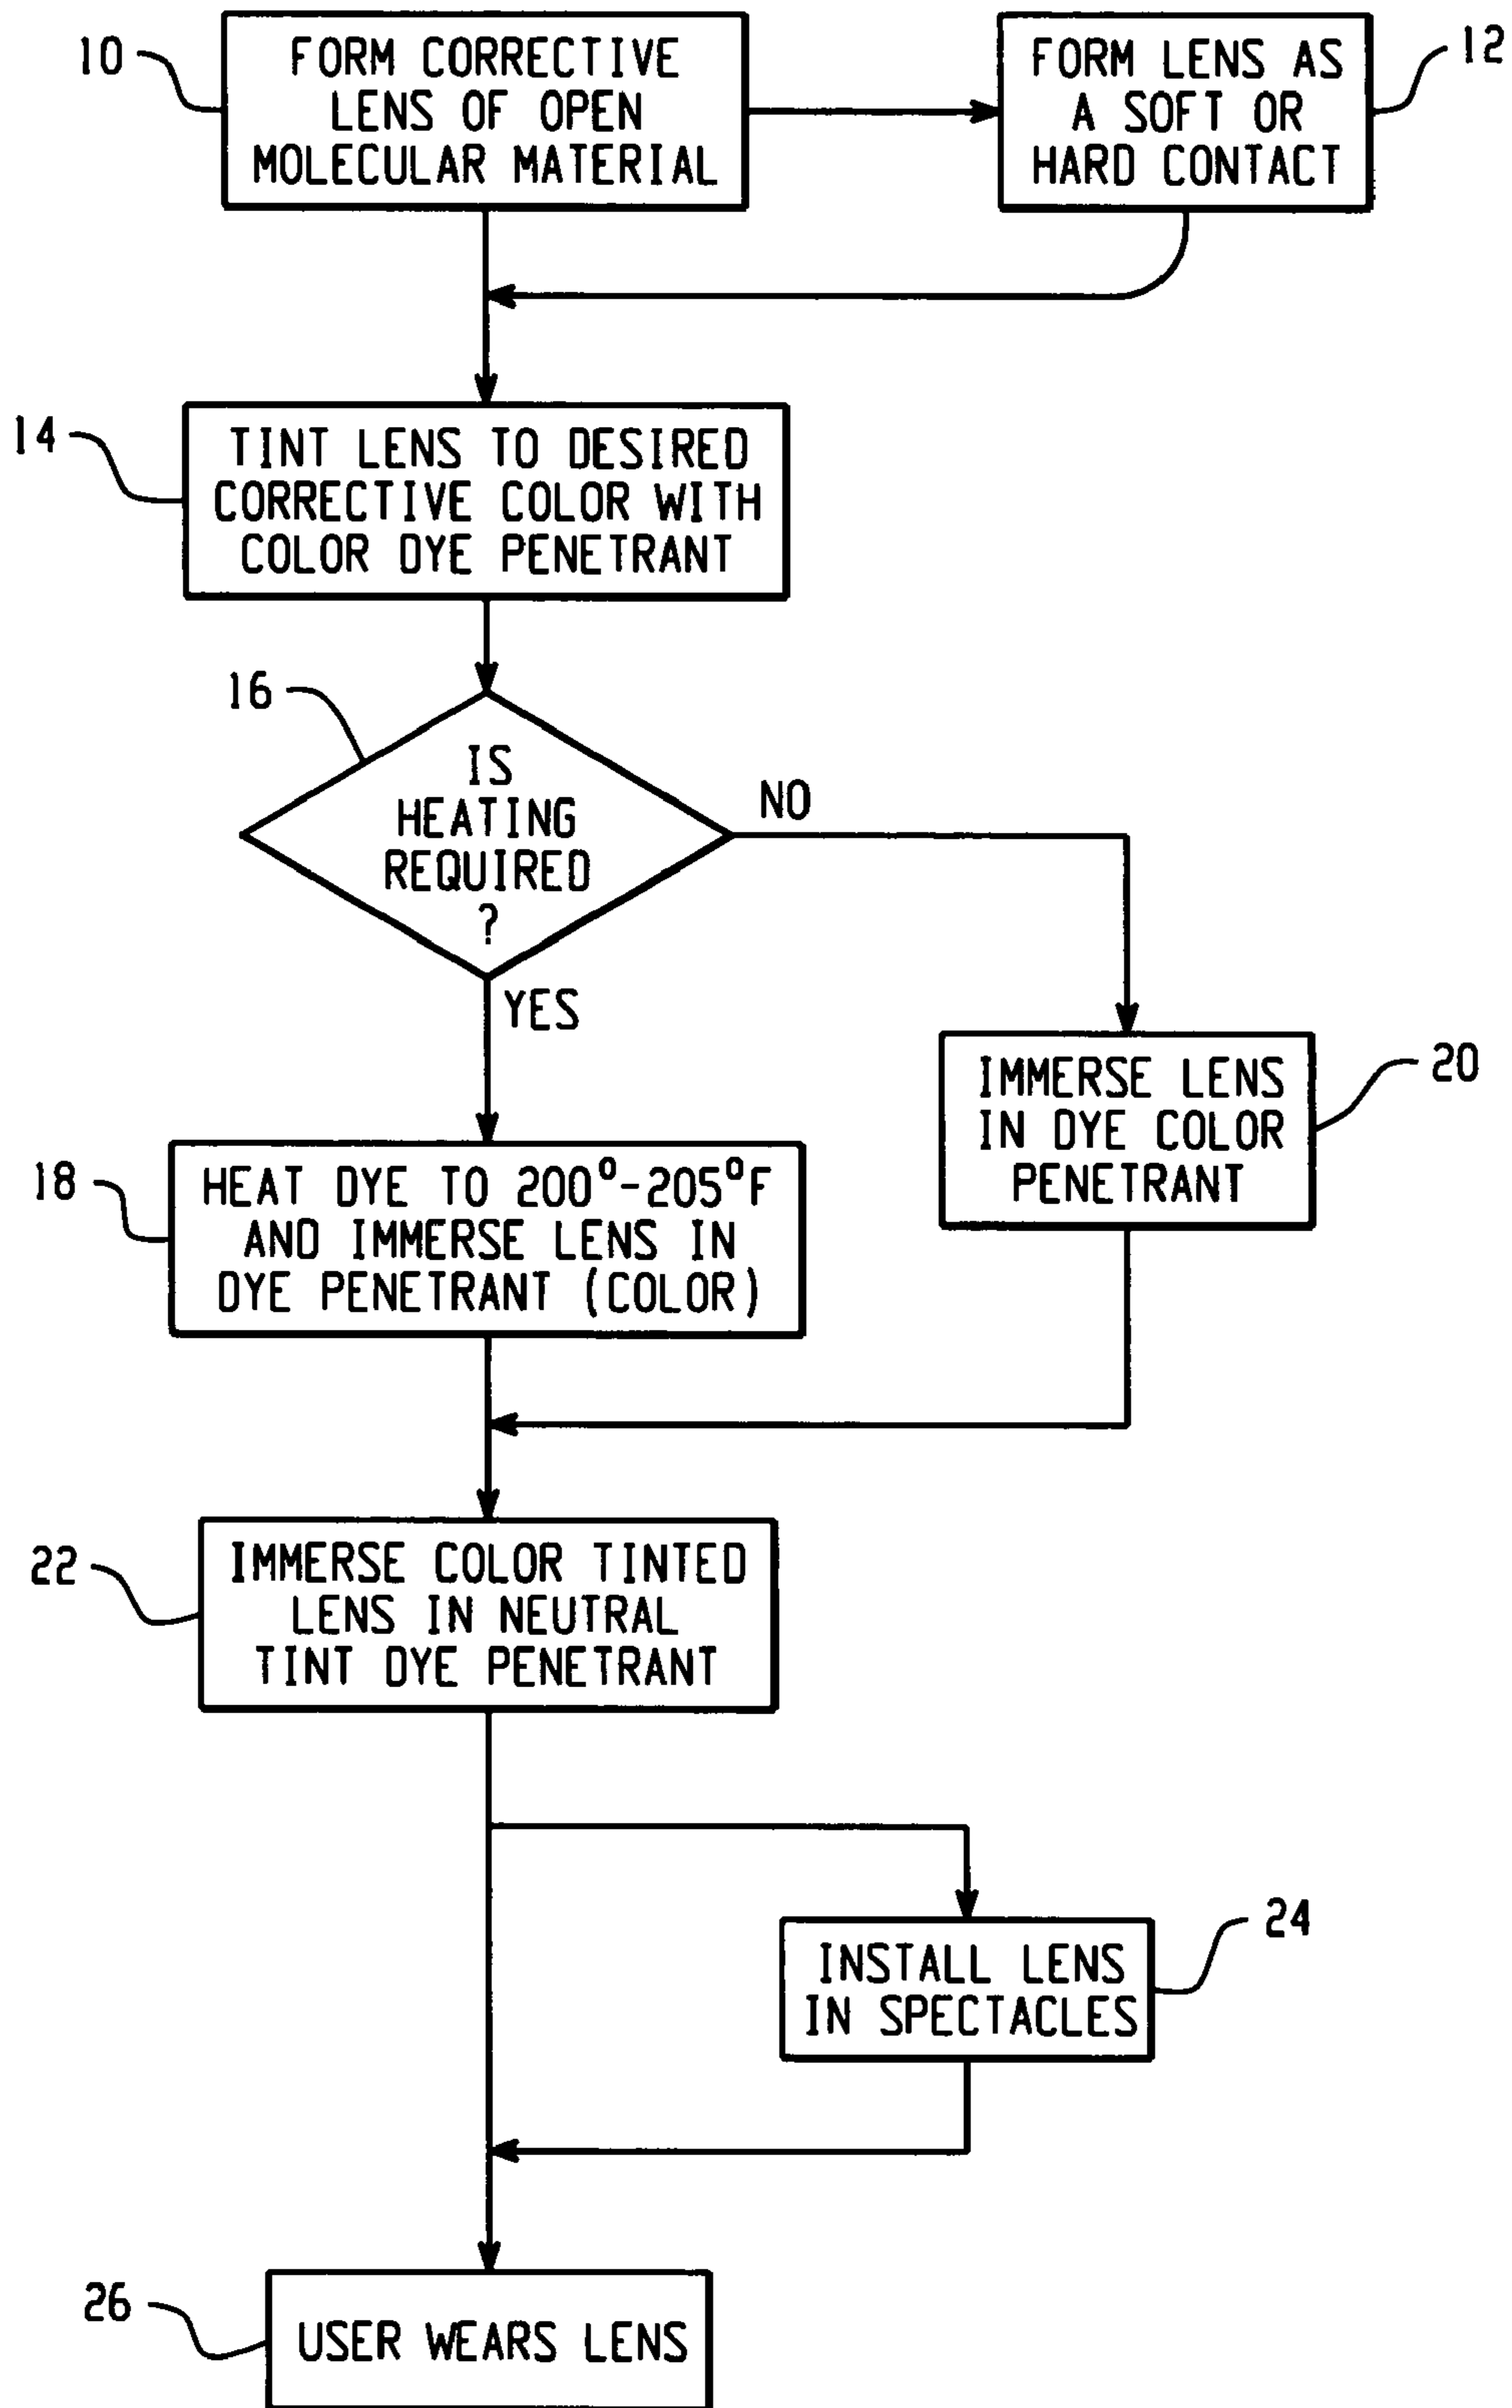 10
FORM CORRECTIVE
LENS OF OPEN
MOLECULAR MATERIAL
FORM LENS AS
A SOFT OR
HARD CONTACT
12
14
TINT LENS TO DESIRED
CORRECTIVE COLOR WITH
COLOR DYE PENETRANT
16
IS
HEATING
REQUIRED
?
NO
YES
IMMERSE LENS
IN DYE COLOR
PENETRANT
20
18
HEAT DYE TO 200°-205°F
AND IMMERSE LENS IN
DYE PENETRANT (COLOR)
22
IMMERSE COLOR TINTED
LENS IN NEUTRAL
TINT DYE PENETRANT
INSTALL LENS
IN SPECTACLES
24
26
USER WEARS LENS